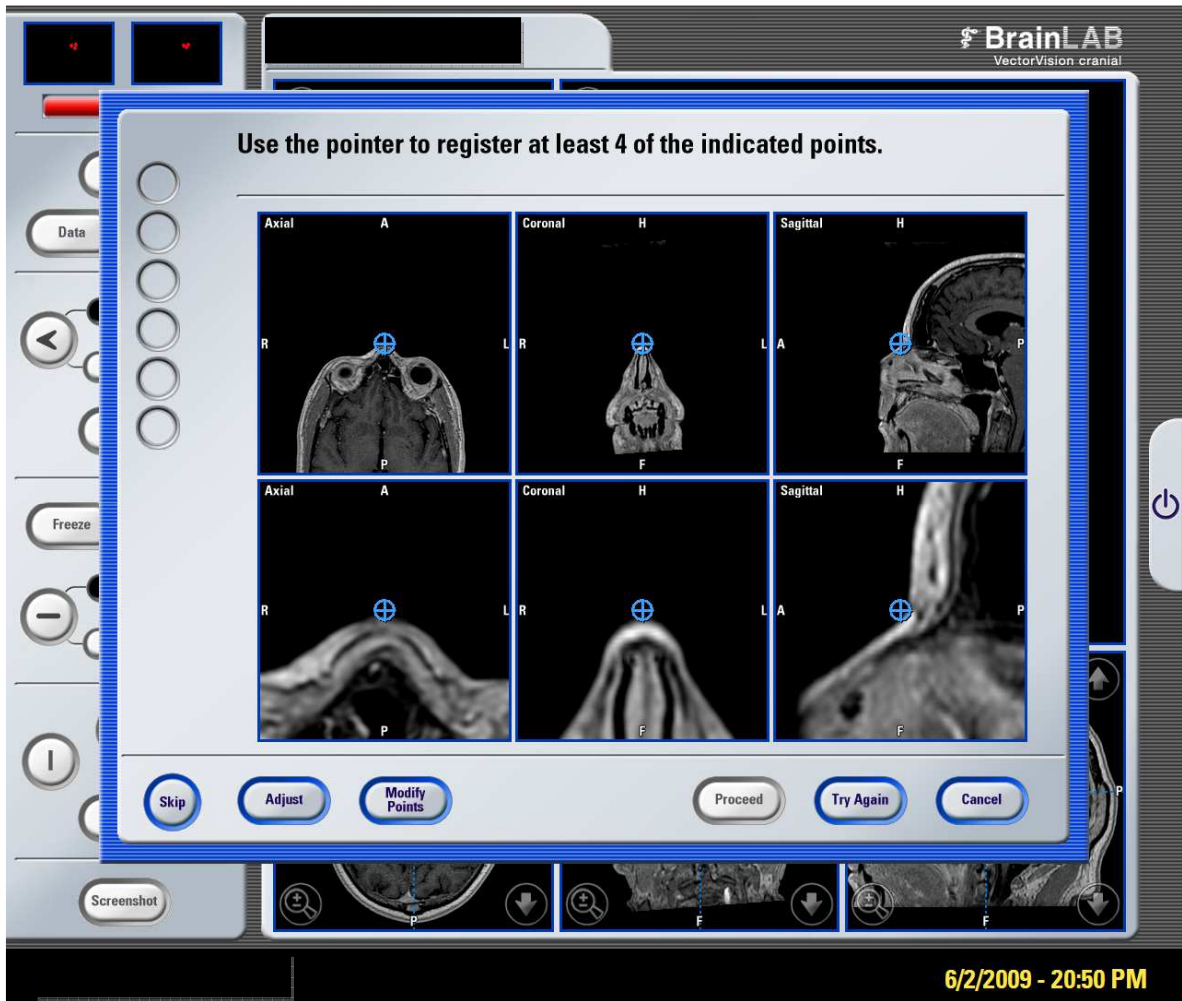 BrainLAB
VectorVision cranial
Use the pointer to register at least 4 of the indicated points.
Data
Freeze
Screenshot
Axial A
R L
P
Coronal H
R L
F
Sagittal H
A P
F
Axial A
R L
P
Coronal H
R L
F
Sagittal H
A P
F
Skip
Adjust
Modify
Points
Proceed
Try Again
Cancel
P
P
F
F
6/2/2009 - 20:50 PM